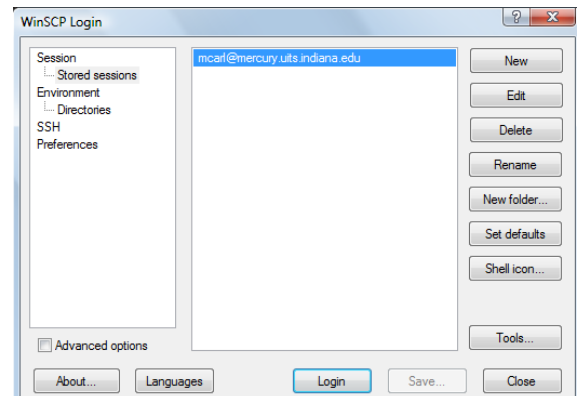 WinSCP Login
Session
Stored sessions
Environment
Directories
SSH
Preferences
Advanced options
mcarl@mercury.uits.indiana.edu
New
Edit
Delete
Rename
New folder...
Set defaults
Shell icon...
Tools...
About...
Languages
Login
Save...
Close